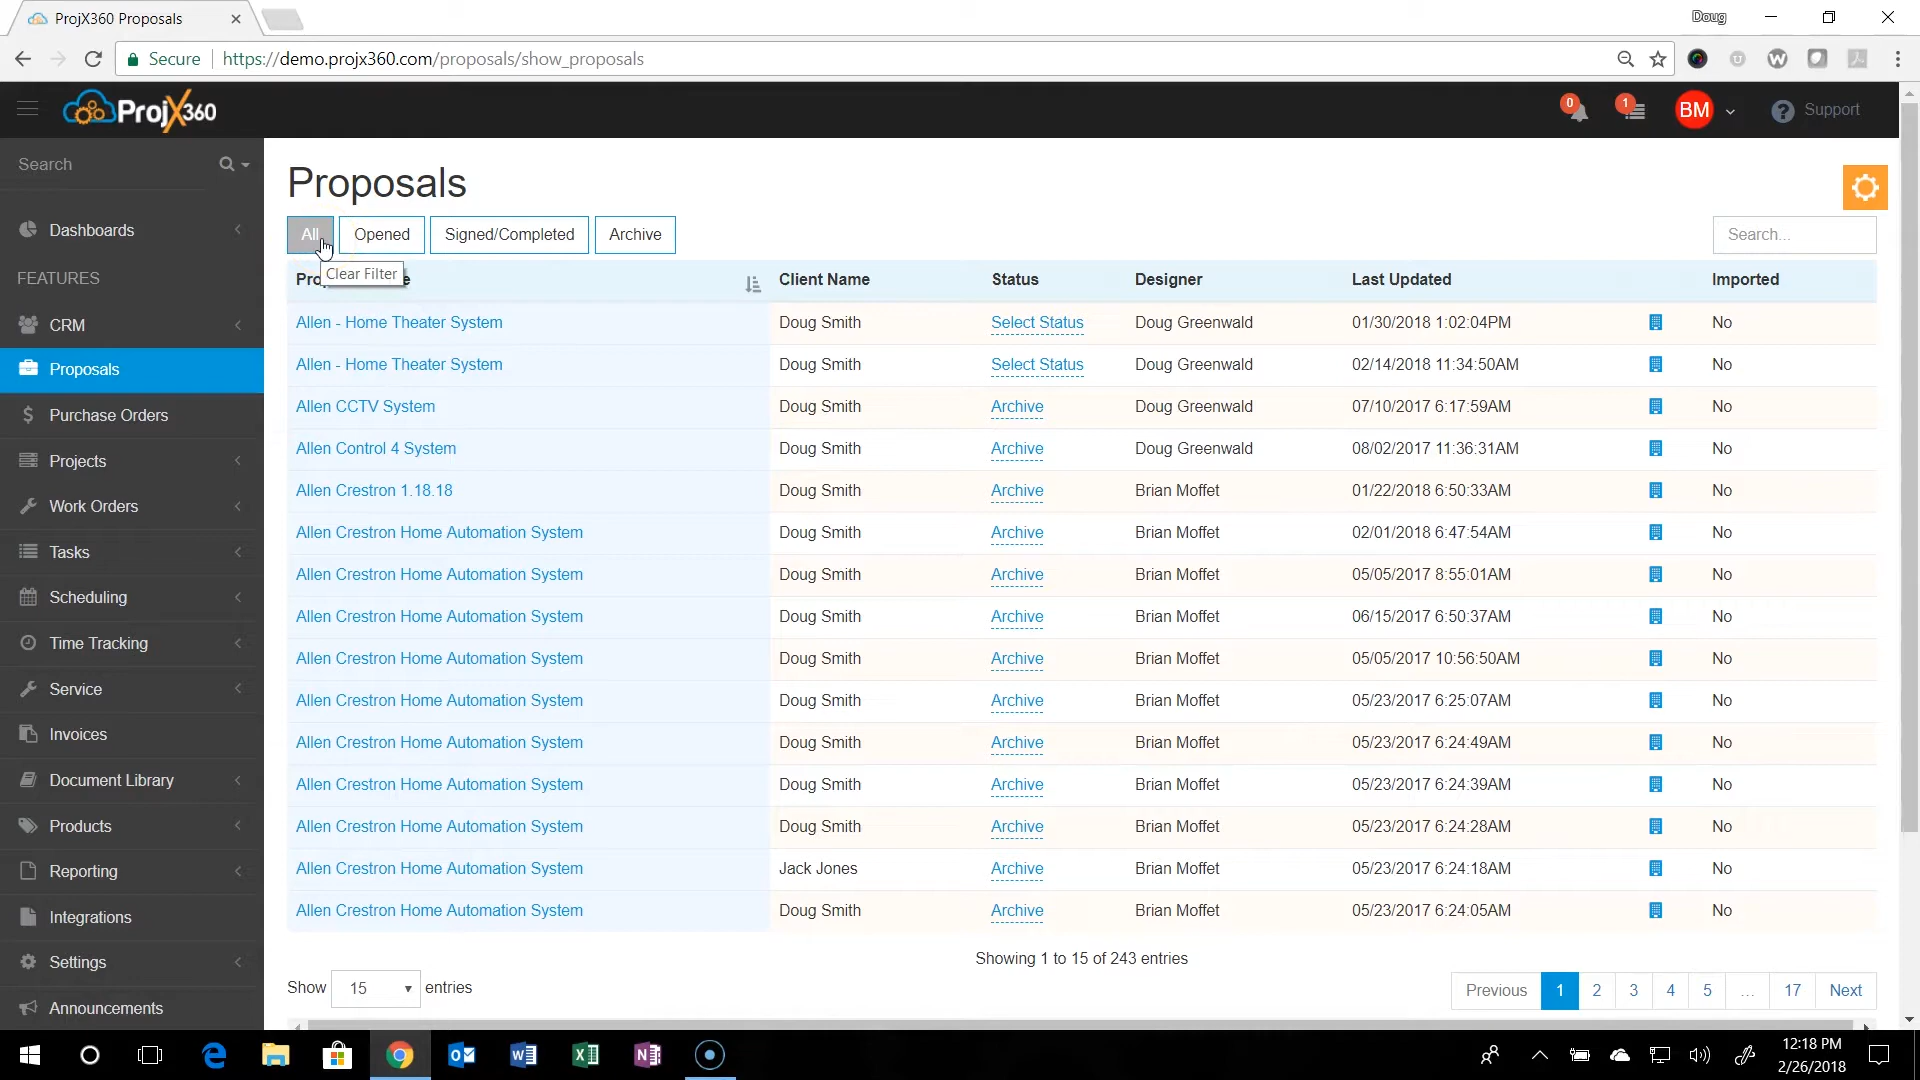 ProjX360 Proposals
Doug
Secure https://demo.projx360.com/proposals/show_proposals
ProjX360
0
1
BM
Support
Search
Dashboards
FEATURES
CRM
Proposals
Purchase Orders
Projects
Work Orders
Tasks
Scheduling
Time Tracking
Service
Invoices
Document Library
Products
Reporting
Integrations
Settings
Announcements
Proposals
All Opened Signed/Completed Archive
Search...
Clear Filter
Client Name Status Designer Last Updated Imported
Allen - Home Theater System Doug Smith Select Status Doug Greenwald 01/30/2018 1:02:04PM No
Allen - Home Theater System Doug Smith Select Status Doug Greenwald 02/14/2018 11:34:50AM No
Allen CCTV System Doug Smith Archive Doug Greenwald 07/10/2017 6:17:59AM No
Allen Control 4 System Doug Smith Archive Doug Greenwald 08/02/2017 11:36:31AM No
Allen Crestron 1.18.18 Doug Smith Archive Brian Moffet 01/22/2018 6:50:33AM No
Allen Crestron Home Automation System Doug Smith Archive Brian Moffet 02/01/2018 6:47:54AM No
Allen Crestron Home Automation System Doug Smith Archive Brian Moffet 05/05/2017 8:55:01AM No
Allen Crestron Home Automation System Doug Smith Archive Brian Moffet 06/15/2017 6:50:37AM No
Allen Crestron Home Automation System Doug Smith Archive Brian Moffet 05/05/2017 10:56:50AM No
Allen Crestron Home Automation System Doug Smith Archive Brian Moffet 05/23/2017 6:25:07AM No
Allen Crestron Home Automation System Doug Smith Archive Brian Moffet 05/23/2017 6:24:49AM No
Allen Crestron Home Automation System Doug Smith Archive Brian Moffet 05/23/2017 6:24:39AM No
Allen Crestron Home Automation System Doug Smith Archive Brian Moffet 05/23/2017 6:24:28AM No
Allen Crestron Home Automation System Jack Jones Archive Brian Moffet 05/23/2017 6:24:18AM No
Allen Crestron Home Automation System Doug Smith Archive Brian Moffet 05/23/2017 6:24:05AM No
Showing 1 to 15 of 243 entries
Show 15 entries
Previous 1 2 3 4 5 ... 17 Next
12:18 PM
2/26/2018